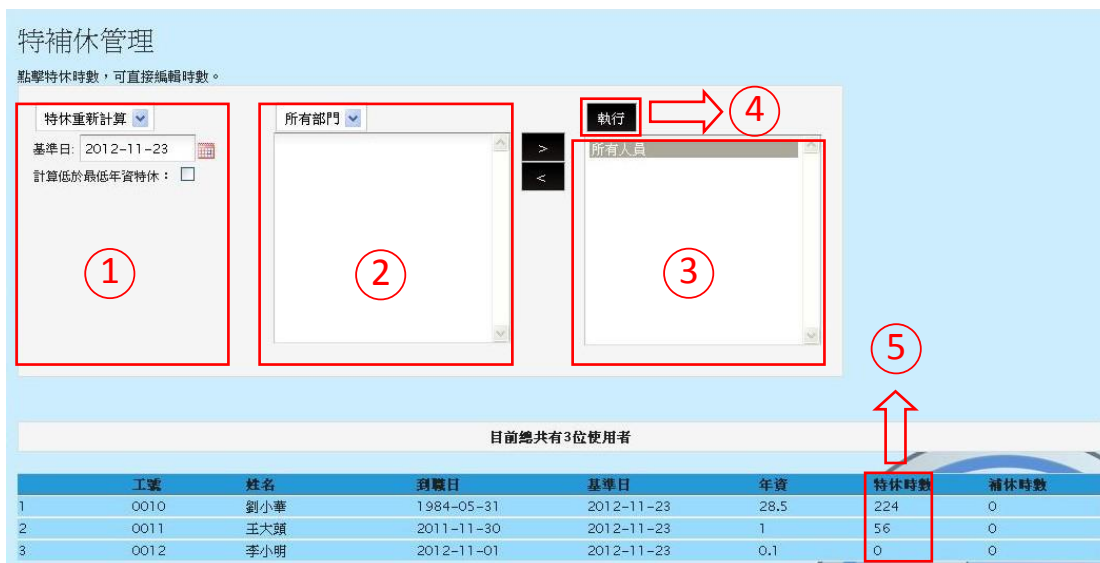 特補休管理
點擊特休時數，可直接編輯時數。
特休重新計算
所有部門
執行
④
基準日: 2012-11-23
>
所有人員
計算低於最低年資特休：
<
①
②
③
⑤
目前總共有3位使用者
工號 姓名 到職日 基準日 年資 特休時數 補休時數
1 0010 劉小華 1984-05-31 2012-11-23 28.5 224 0
2 0011 王大頭 2011-11-30 2012-11-23 1 56 0
3 0012 李小明 2012-11-01 2012-11-23 0.1 0 0